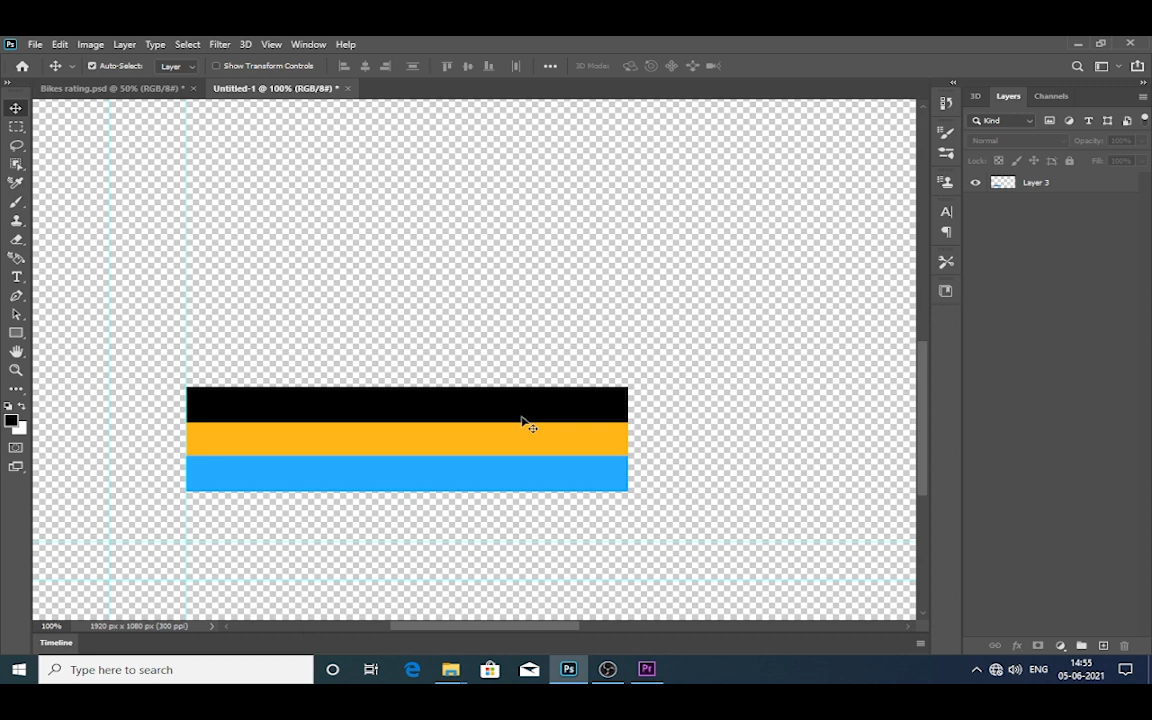 Ps File Edit Image Layer Type Select Filter 3D View Window Help
Auto-Select: Layer Show Transform Controls 3D Mode:
Bikes rating.psd @ 50% (RGB/8#) * × Untitled-1 @ 100% (RGB/8#) * ×
3D Layers Channels
Kind
Normal Opacity: 100%
Lock: Fill: 100%
Layer 3
100% 1920 px x 1080 px (300 ppi)
Timeline
Type here to search Ps Pr ENG 14:55
05-06-2021